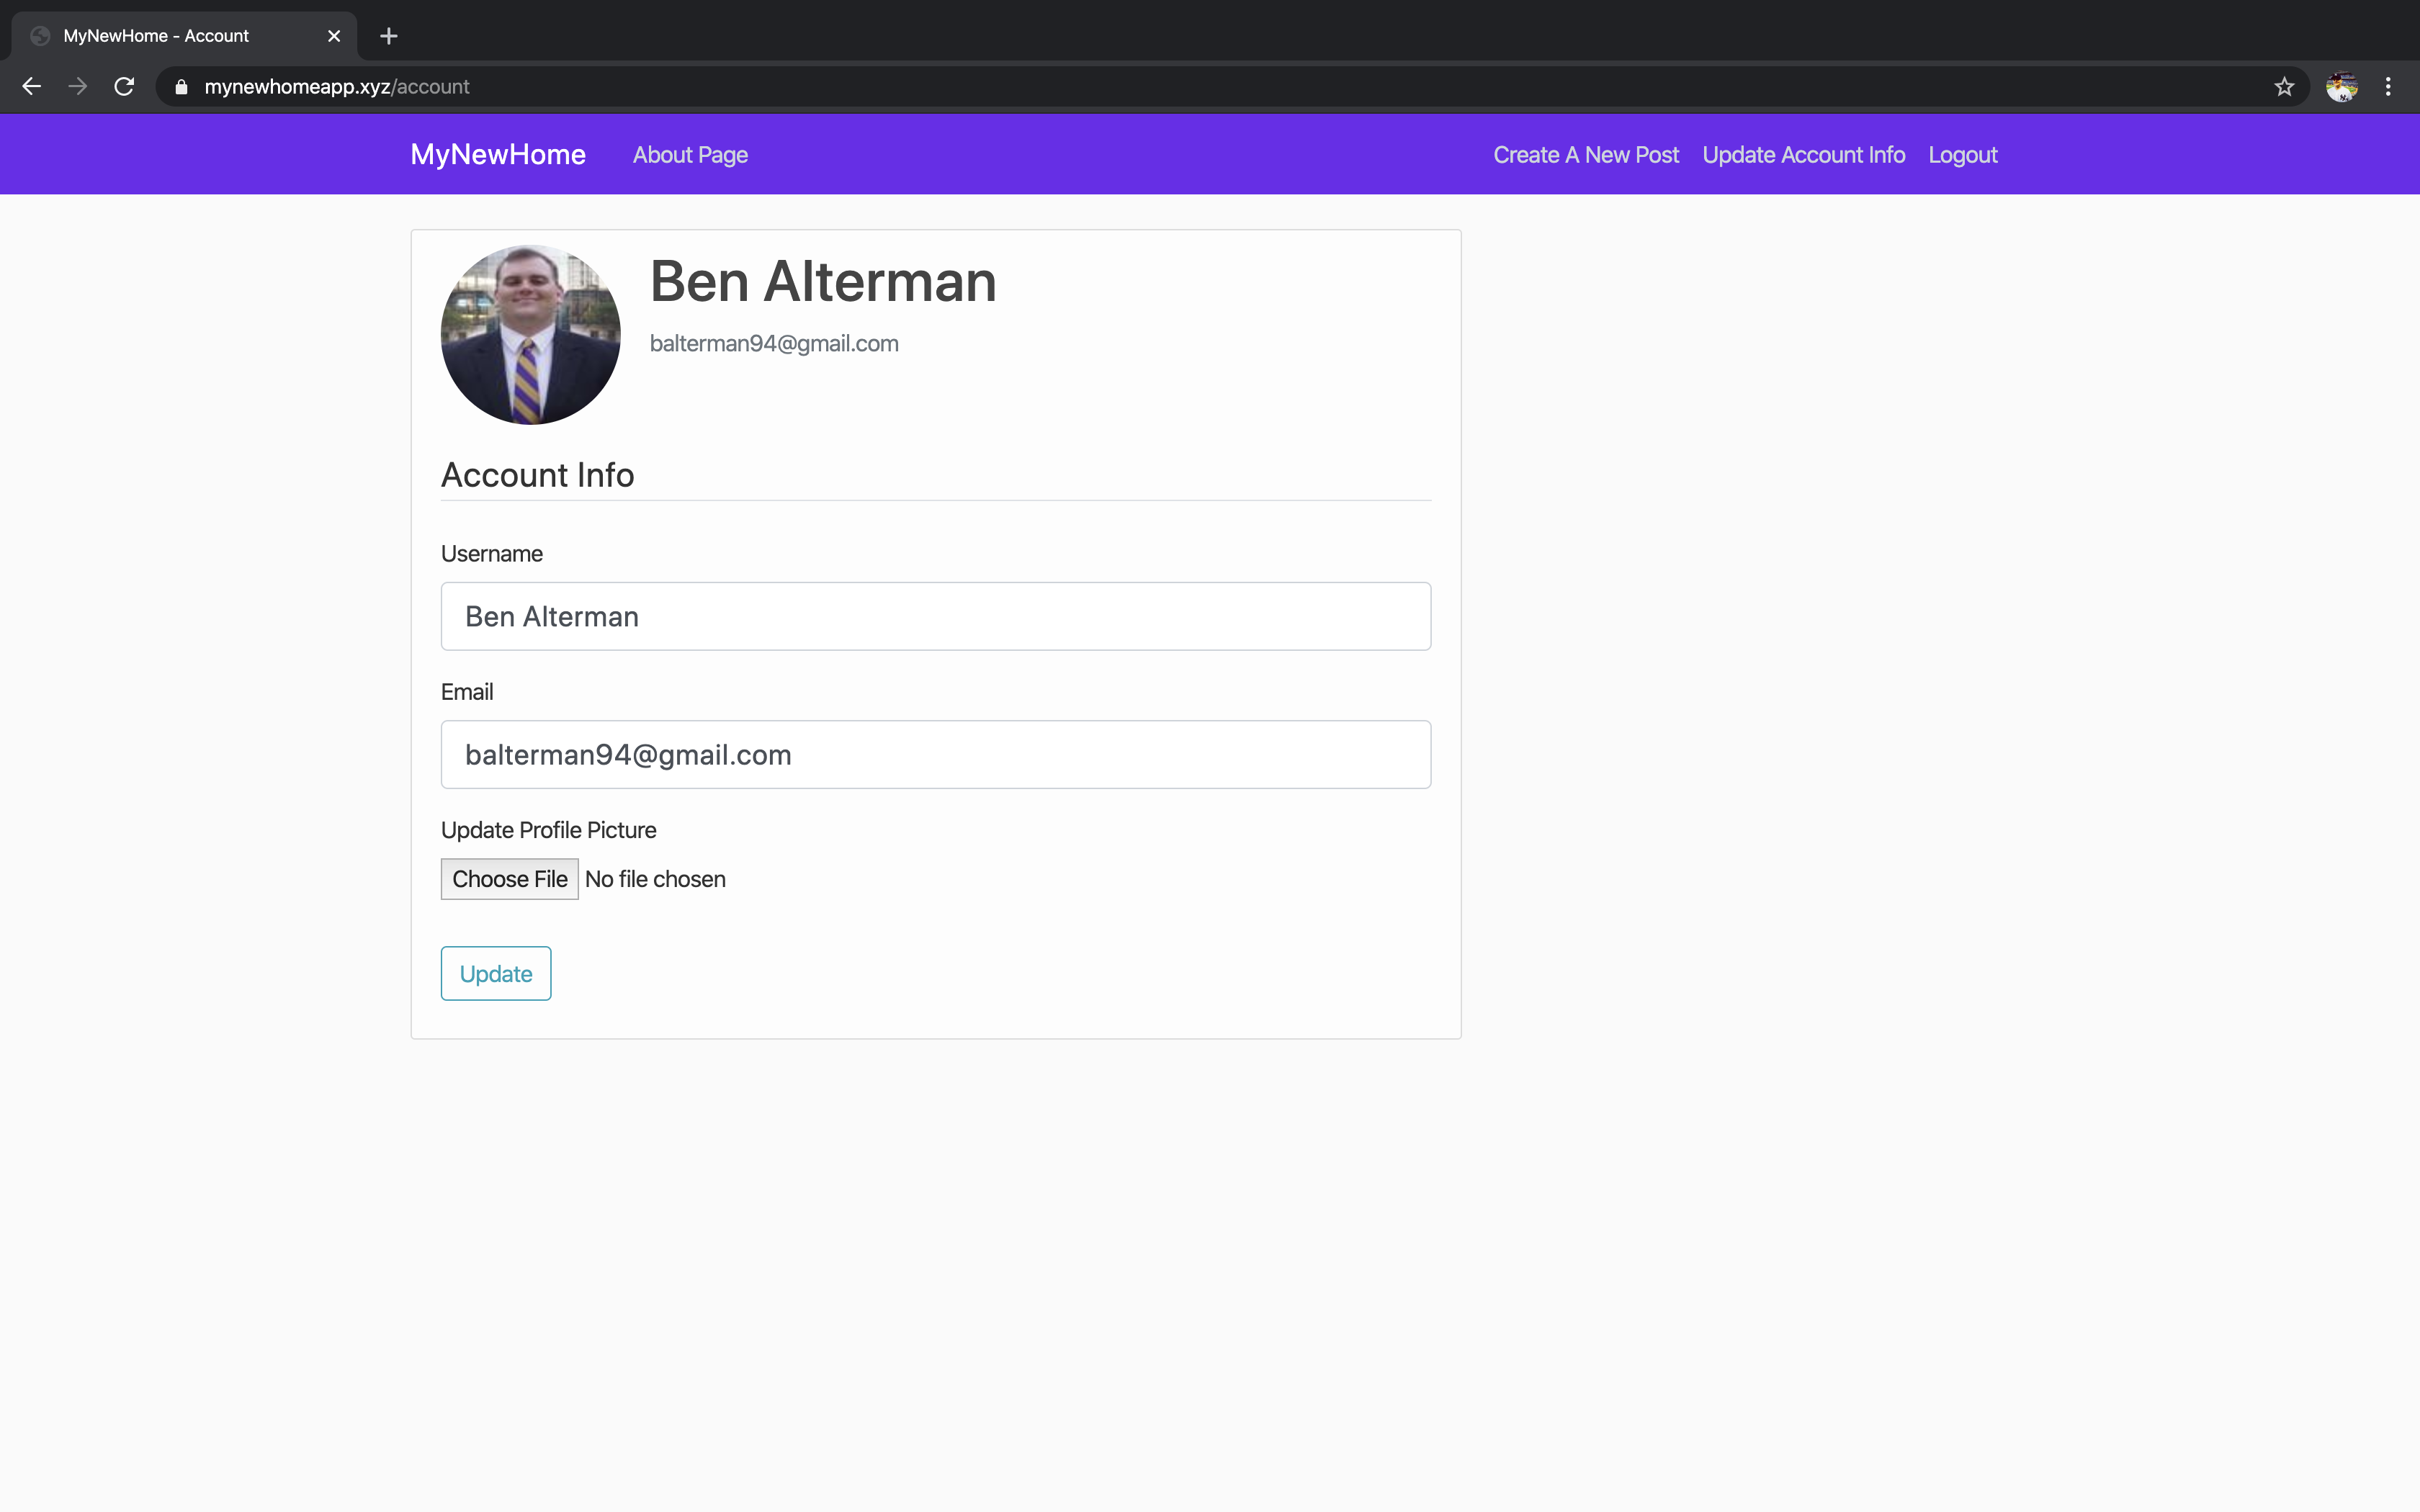 MyNewHome - Account
mynewhomeapp.xyz/account
MyNewHome About Page Create A New Post Update Account Info Logout
Ben Alterman
balterman94@gmail.com
Account Info
Username
Ben Alterman
Email
balterman94@gmail.com
Update Profile Picture
Choose File No file chosen
Update